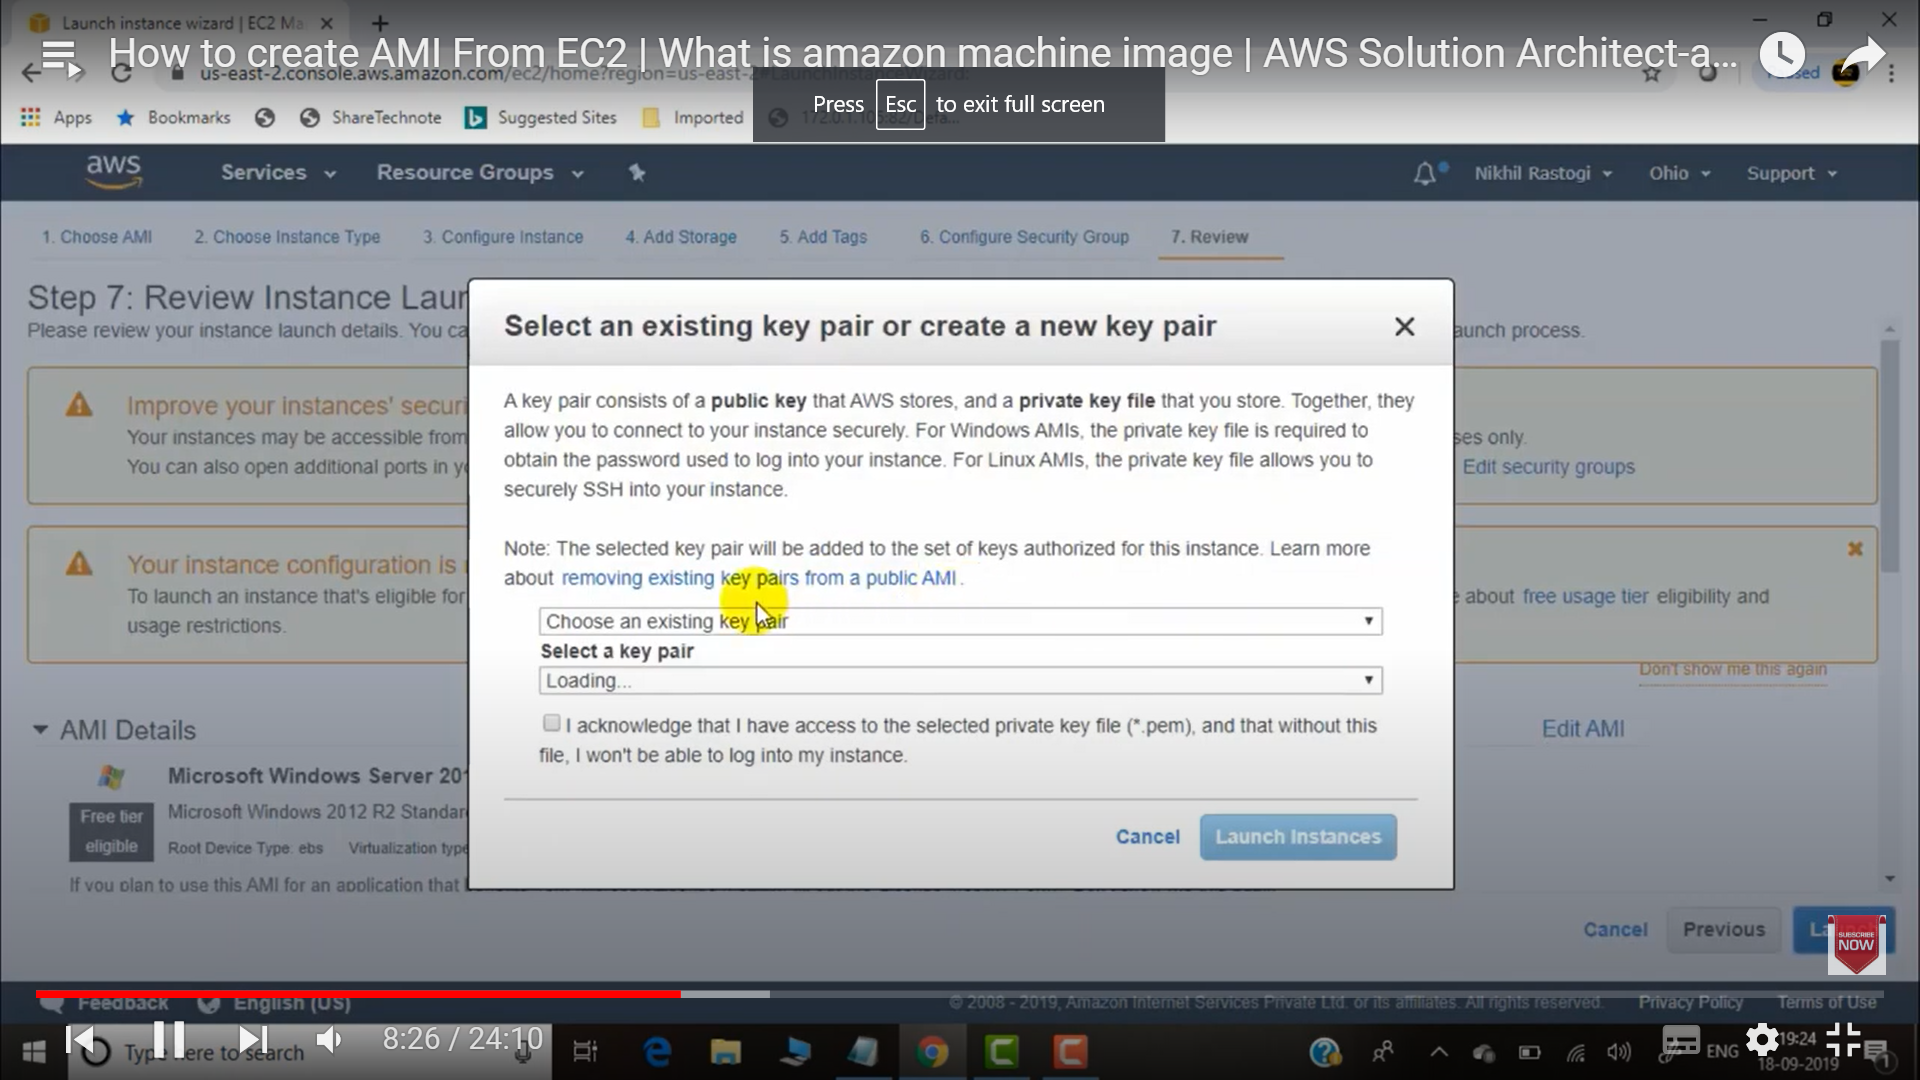 Launch instance wizard | EC2 Ma
How to create AMI From EC2 | What is amazon machine image | AWS Solution Architect-a...
us-east-2.console.aws.amazon.com/ec2/home?region=us-east-2#LaunchInstanceWizard:
Paused
Press Esc to exit full screen
Apps Bookmarks ShareTechnote Suggested Sites Imported
aws Services Resource Groups Nikhil Rastogi Ohio Support
1. Choose AMI 2. Choose Instance Type 3. Configure Instance 4. Add Storage 5. Add Tags 6. Configure Security Group 7. Review
Step 7: Review Instance Laun
Please review your instance launch details. You ca
aunch process.
Select an existing key pair or create a new key pair
Improve your instances' securi
Your instances may be accessible from
You can also open additional ports in yo
ses only.
Edit security groups
A key pair consists of a public key that AWS stores, and a private key file that you store. Together, they
allow you to connect to your instance securely. For Windows AMIs, the private key file is required to
obtain the password used to log into your instance. For Linux AMIs, the private key file allows you to
securely SSH into your instance.
Note: The selected key pair will be added to the set of keys authorized for this instance. Learn more
about removing existing key pairs from a public AMI .
Your instance configuration is
To launch an instance that's eligible for
usage restrictions.
e about free usage tier eligibility and
Don't show me this again
Choose an existing key pair
Select a key pair
Loading...
I acknowledge that I have access to the selected private key file (*.pem), and that without this
file, I won't be able to log into my instance.
Cancel Launch Instances
AMI Details
Edit AMI
Microsoft Windows Server 201
Free tier
eligible
Microsoft Windows 2012 R2 Standar
Root Device Type: ebs Virtualization type
If you plan to use this AMI for an application that
Cancel Previous La
SUBSCRIBE
NOW
Feedback English (US)
© 2008 - 2019, Amazon Internet Services Private Ltd. or its affiliates. All rights reserved. Privacy Policy Terms of Use
8:26 / 24:10
Type here to search
ENG
19:24
18-09-2019
1